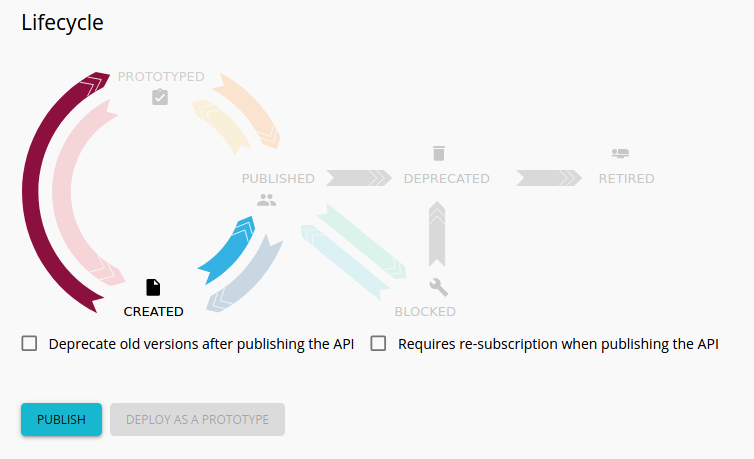 Lifecycle
PROTOTYPED
PUBLISHED
DEPRECATED
RETIRED
CREATED
BLOCKED
Deprecate old versions after publishing the API
Requires re-subscription when publishing the API
PUBLISH
DEPLOY AS A PROTOTYPE